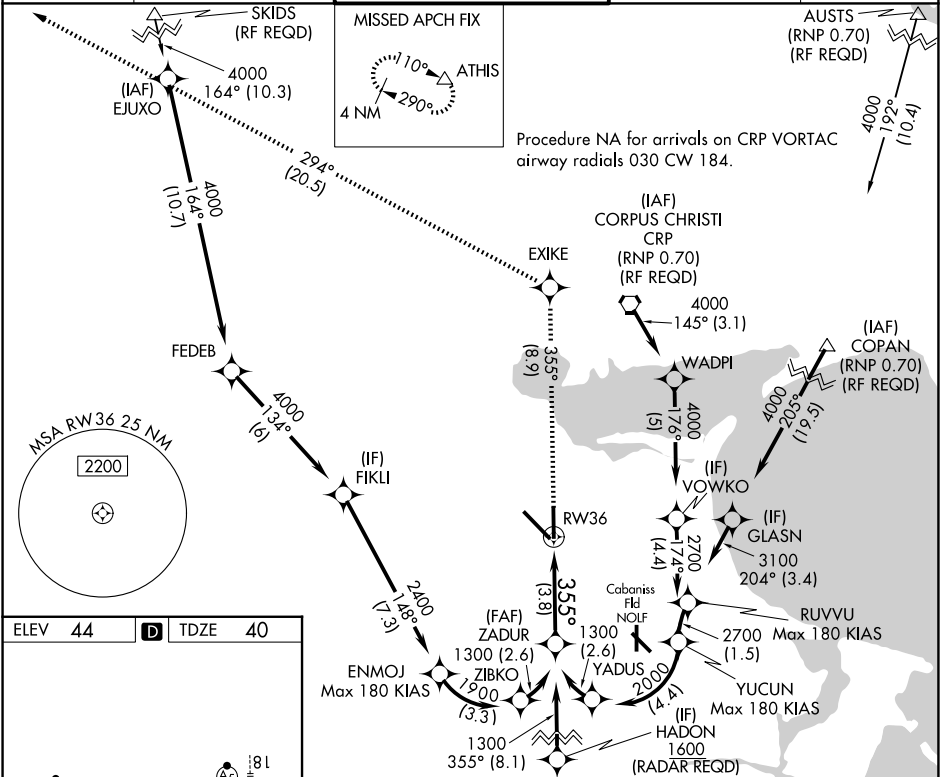 SKIDS
(RF REQD)
4000
164° (10.3)
(IAF)
EJUXO
MISSED APCH FIX
110°
ATHIS
290°
4 NM
AUSTS
(RNP 0.70)
(RF REQD)
4000
192°
(10.4)
Procedure NA for arrivals on CRP VORTAC
airway radials 030 CW 184.
294°
(20.5)
4000
164°
(10.7)
(IAF)
CORPUS CHRISTI
CRP
(RNP 0.70)
(RF REQD)
EXIKE
4000
145° (3.1)
(IAF)
COPAN
(RNP 0.70)
(RF REQD)
FEDEB
355°
(8.9)
WADPI
4000
134°
(6)
4000
176°
(5)
4000
205°
(19.5)
MSA RW36 25 NM
2200
(IF)
FIKLI
(IF)
VOWKO
RW36
(IF)
GLASN
2700
174°
(4.4)
3100
204° (3.4)
2400
148°
(7.3)
355°
(3.8)
Cabaniss
Fld
NOLF
RUVVU
Max 180 KIAS
(FAF)
ZADUR
1300 (2.6)
1300
(2.6)
2700
(1.5)
ELEV 44
D
TDZE 40
ENMOJ
Max 180 KIAS
ZIBKO
YADUS
1900
(3.3)
2000
(4.4)
YUCUN
Max 180 KIAS
(IF)
HADON
1600
(RADAR REQD)
1300
355° (8.1)
18
A5